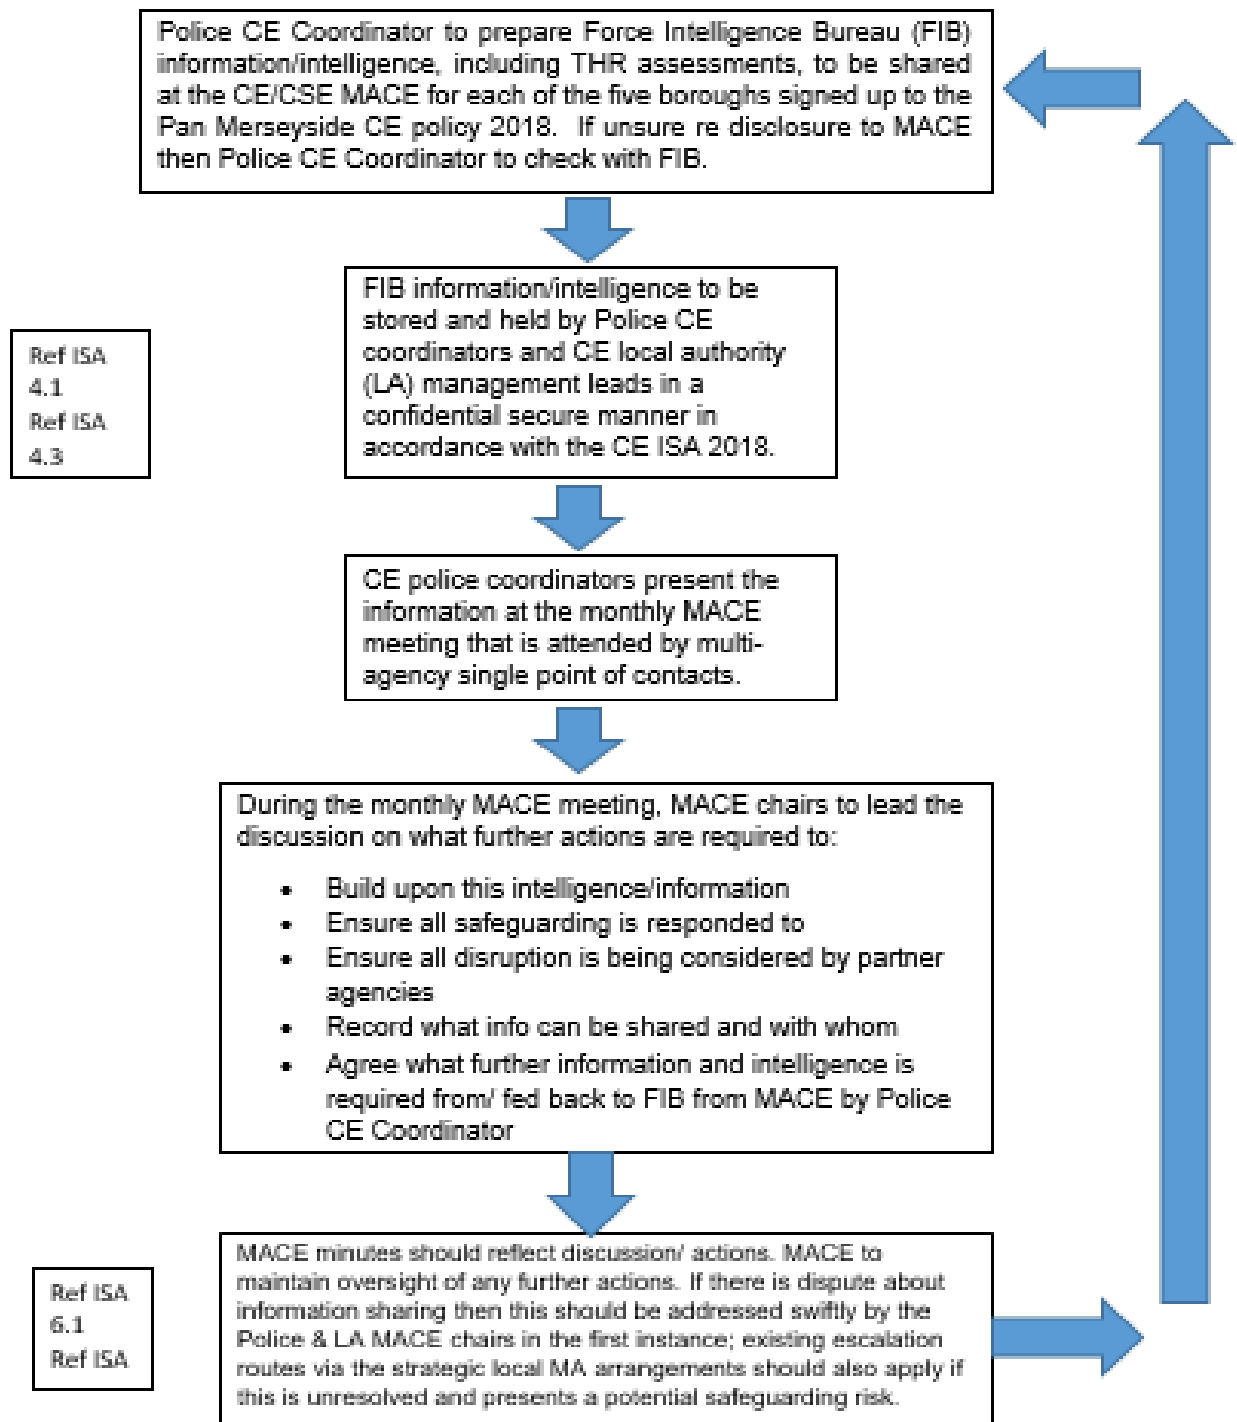 Police CE Coordinator to prepare Force Intelligence Bureau (FIB)
information/intelligence, including THR assessments, to be shared
at the CE/CSE MACE for each of the five boroughs signed up to the
Pan Merseyside CE policy 2018. If unsure re disclosure to MACE
then Police CE Coordinator to check with FIB.
FIB information/intelligence to be
stored and held by Police CE
coordinators and CE local authority
(LA) management leads in a
confidential secure manner in
accordance with the CE ISA 2018.
Ref ISA
4.1
Ref ISA
4.3
CE police coordinators present the
information at the monthly MACE
meeting that is attended by multi-
agency single point of contacts.
During the monthly MACE meeting, MACE chairs to lead the
discussion on what further actions are required to:
• Build upon this intelligence/information
• Ensure all safeguarding is responded to
• Ensure all disruption is being considered by partner
agencies
• Record what info can be shared and with whom
• Agree what further information and intelligence is
required from/ fed back to FIB from MACE by Police
CE Coordinator
MACE minutes should reflect discussion/ actions. MACE to
maintain oversight of any further actions. If there is dispute about
information sharing then this should be addressed swiftly by the
Police & LA MACE chairs in the first instance; existing escalation
routes via the strategic local MA arrangements should also apply if
this is unresolved and presents a potential safeguarding risk.
Ref ISA
6.1
Ref ISA